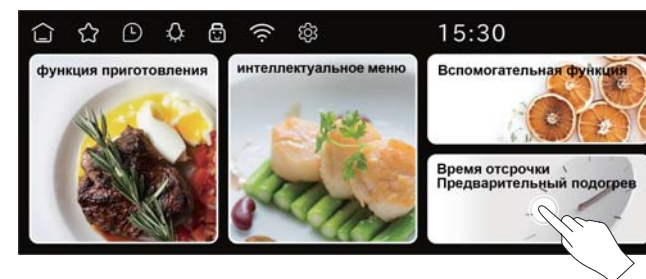 15:30
функция приготовления
интеллектуальное меню
Вспомогательная функция
Время отсрочки
Предварительный подогрев